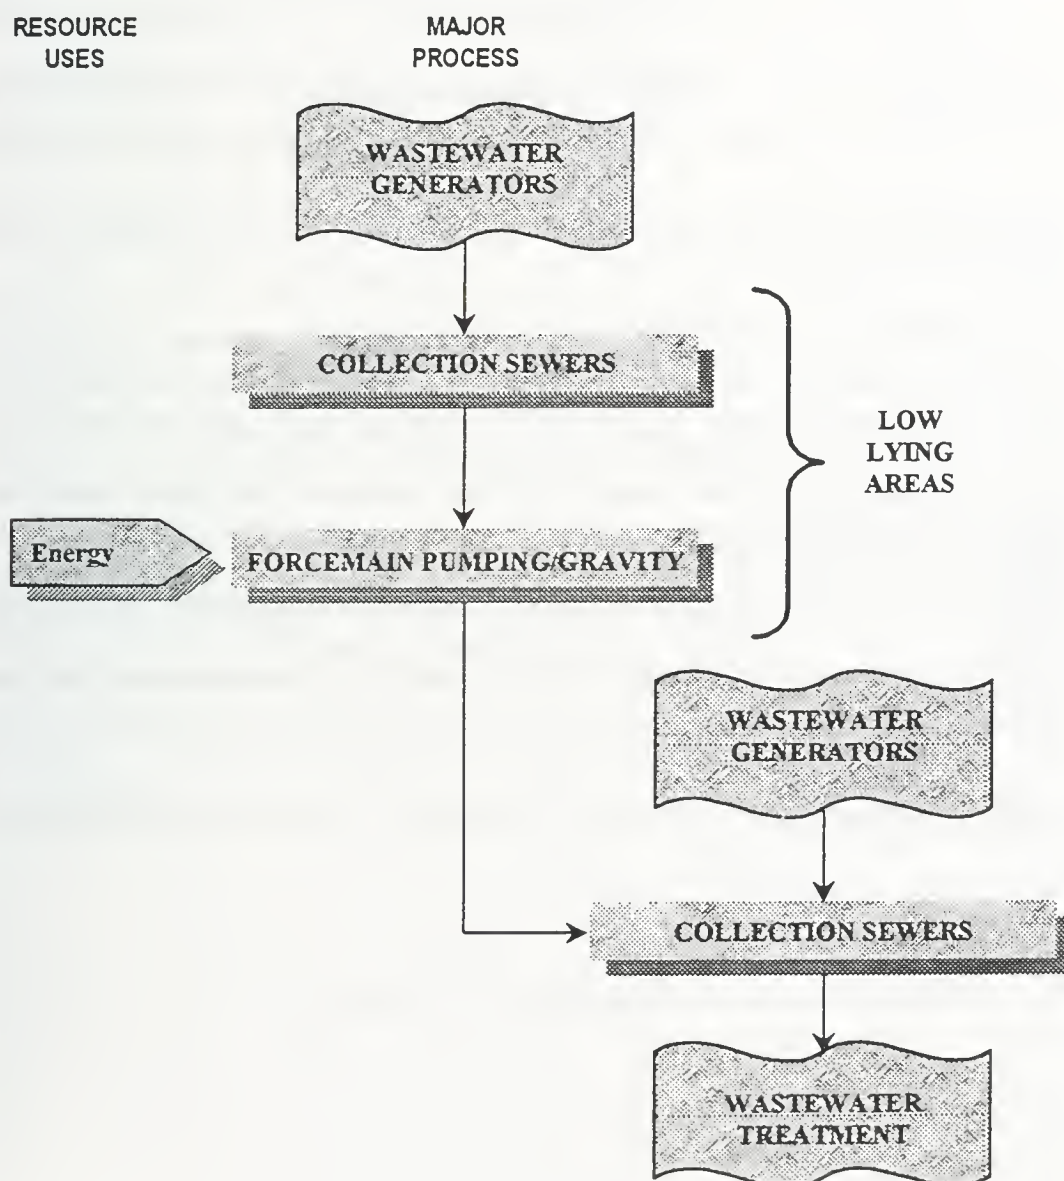 RESOURCE
USES
MAJOR
PROCESS
WASTEWATER
GENERATORS
COLLECTION SEWERS
LOW
LYING
AREAS
Energy
FORCEMAIN PUMPING/GRAVITY
WASTEWATER
GENERATORS
COLLECTION SEWERS
WASTEWATER
TREATMENT